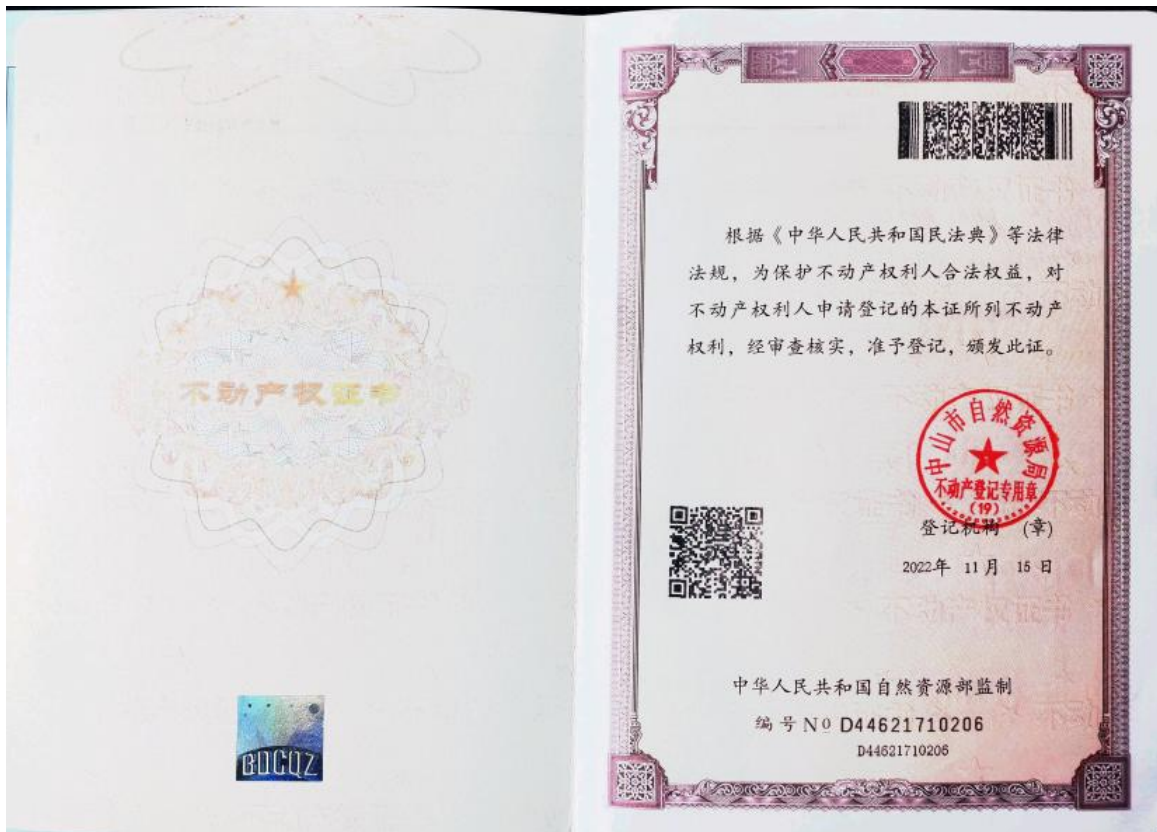 不动产权证书
BDCQZ
根据《中华人民共和国民法典》等法律
法规，为保护不动产权利人合法权益，对
不动产权利人申请登记的本证所列不动产
权利，经审查核实，准予登记，颁发此证。
中山市自然资源局
不动产登记专用章
(19)
登记机构 (章)
2022年 11月 15日
中华人民共和国自然资源部监制
编号 Nº D44621710206
D44621710206